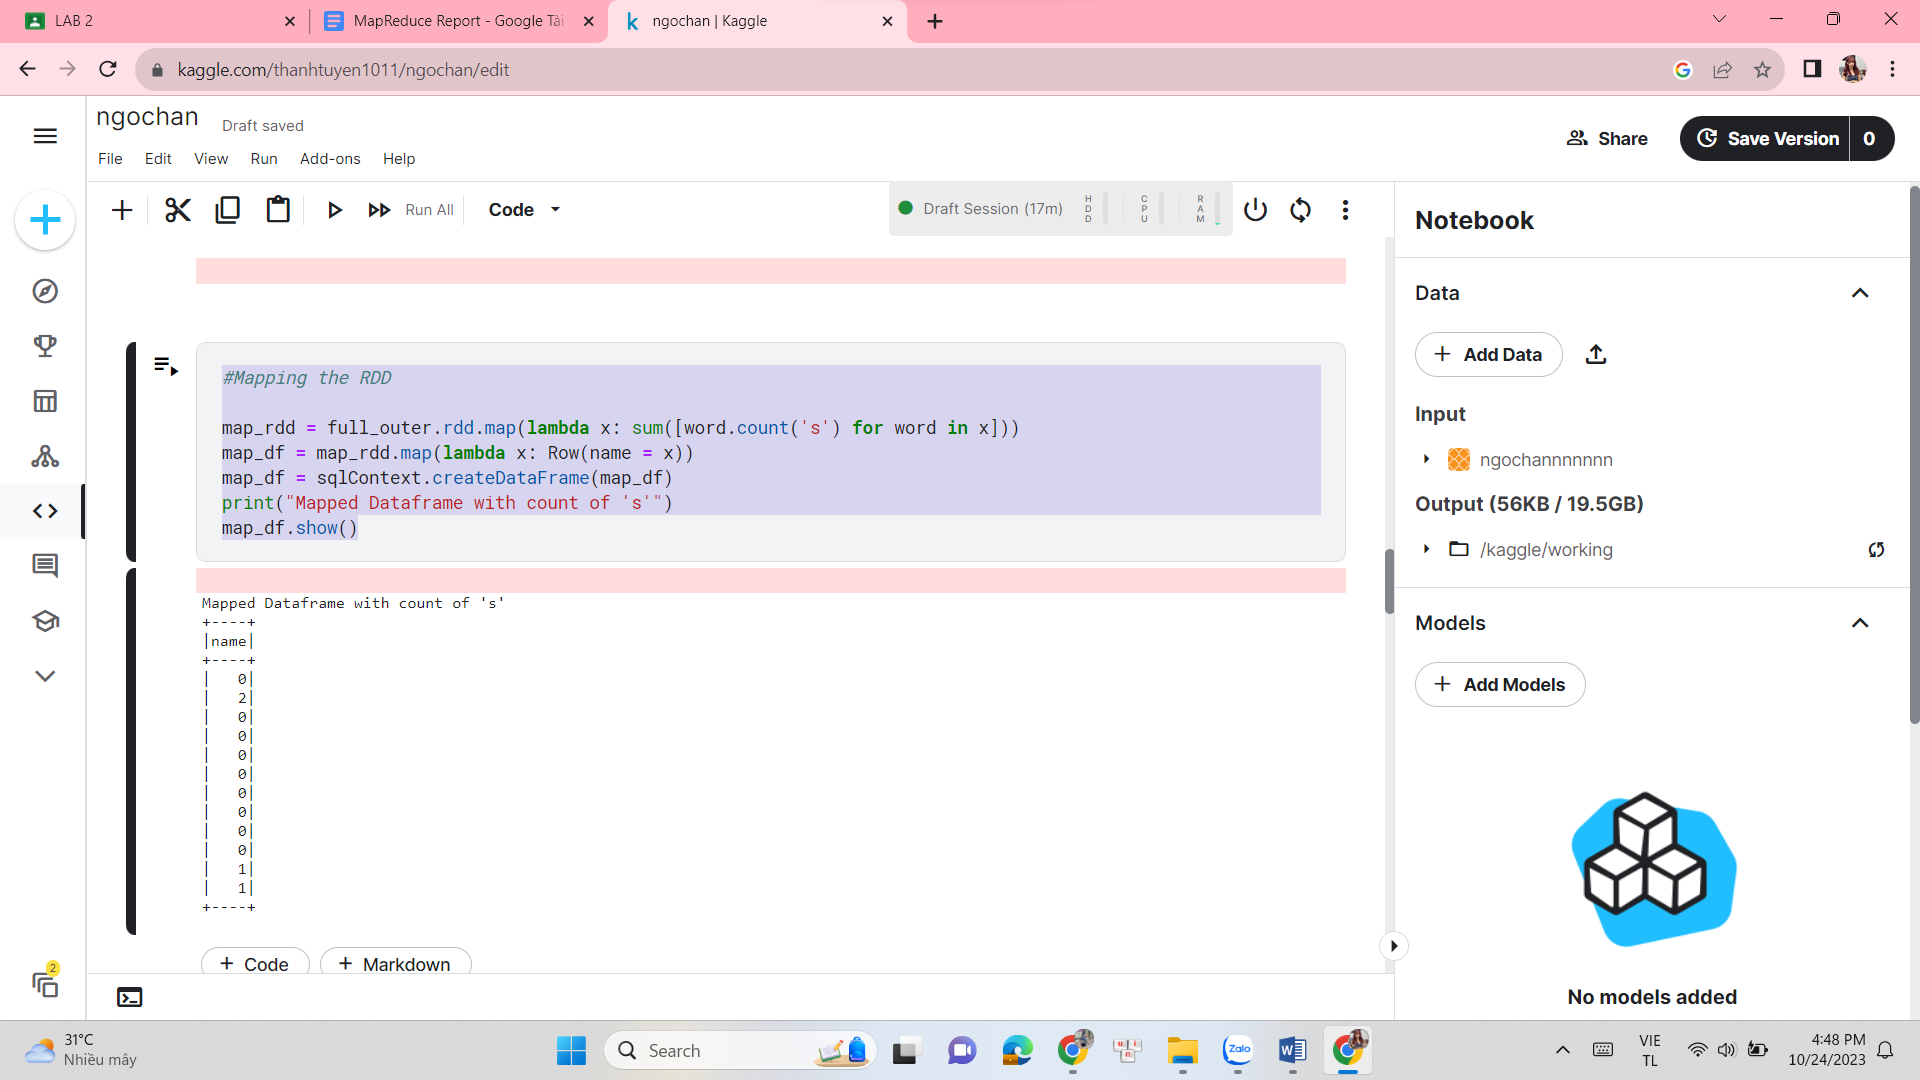 LAB 2
MapReduce Report - Google Tài
ngochan | Kaggle
kaggle.com/thanhtuyen1011/ngochan/edit
ngochan
Draft saved
File Edit View Run Add-ons Help
Share
Save Version 0
Run All
Code
Draft Session (17m)
HDD
CPU
RAM
#Mapping the RDD
map_rdd = full_outer.rdd.map(lambda x: sum([word.count('s') for word in x]))
map_df = map_rdd.map(lambda x: Row(name = x))
map_df = sqlContext.createDataFrame(map_df)
print("Mapped Dataframe with count of 's'")
map_df.show()
Mapped Dataframe with count of 's'
+----+
|name|
+----+
|   0|
|   2|
|   0|
|   0|
|   0|
|   0|
|   0|
|   0|
|   0|
|   0|
|   1|
|   1|
+----+
+ Code
+ Markdown
Notebook
Data
+ Add Data
Input
ngochannnnnnn
Output (56KB / 19.5GB)
/kaggle/working
Models
+ Add Models
No models added
2
31°C
Nhiều mây
Search
Zalo
VIE
TL
4:48 PM
10/24/2023